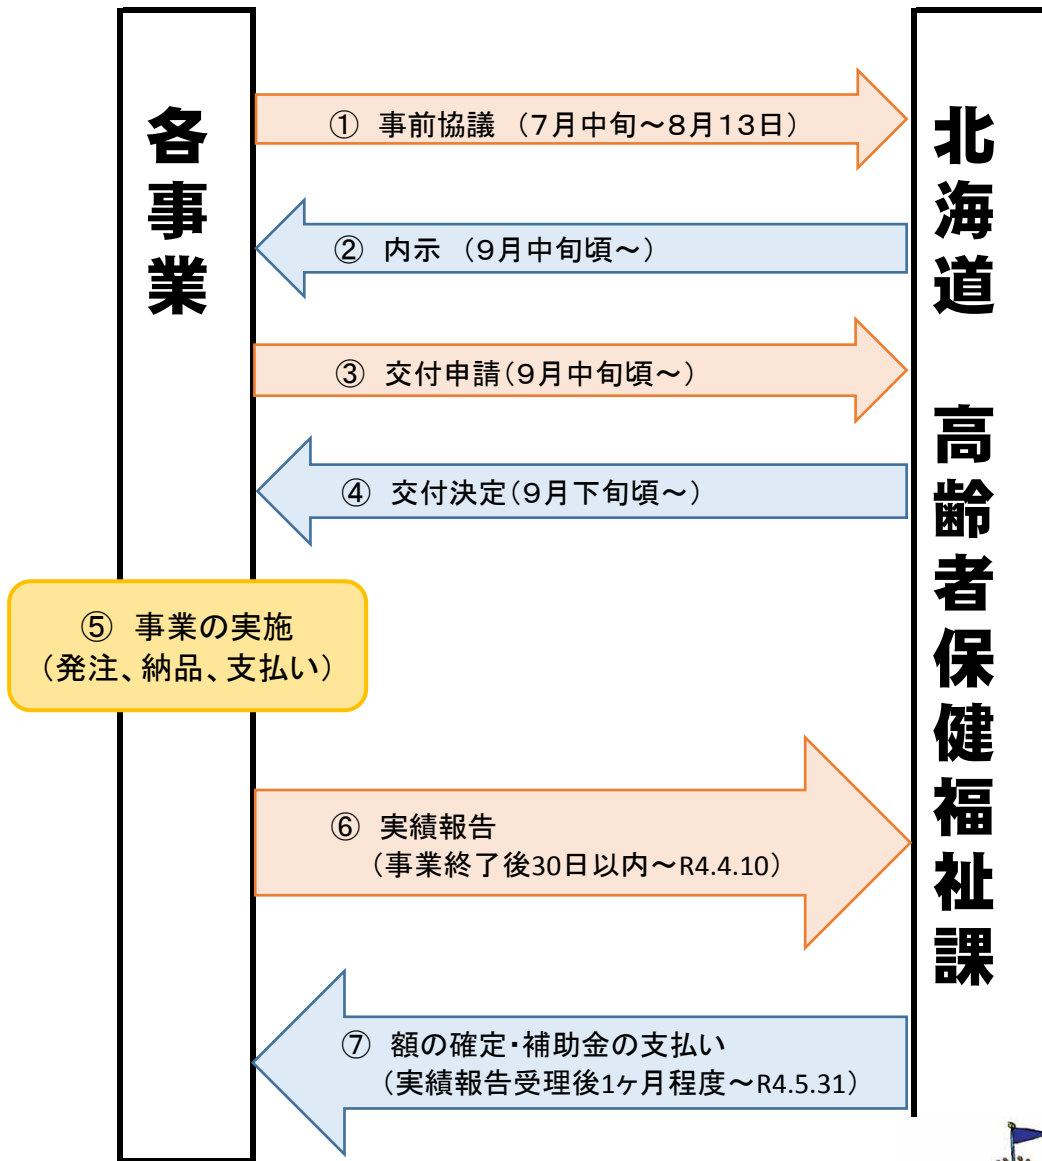 各事業
北海道　高齢者保健福祉課
① 事前協議 （７月中旬～８月１３日）
② 内示 （９月中旬頃～）
③ 交付申請（９月中旬頃～）
④ 交付決定（９月下旬頃～）
⑤ 事業の実施
（発注、納品、支払い）
⑥ 実績報告
（事業終了後30日以内～R4.4.10）
⑦ 額の確定・補助金の支払い
（実績報告受理後1ヶ月程度～R4.5.31）